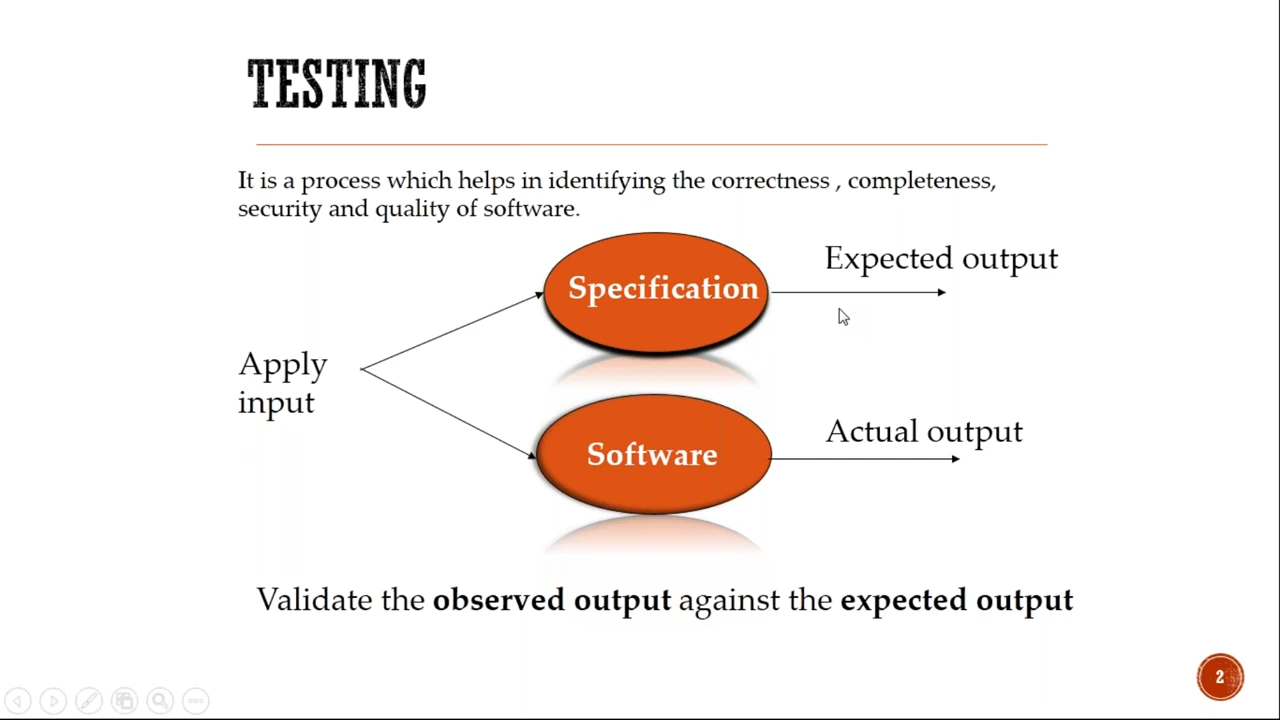 TESTING
It is a process which helps in identifying the correctness , completeness,
security and quality of software.
Expected output
Specification
Apply
input
Actual output
Software
Validate the observed output against the expected output
2